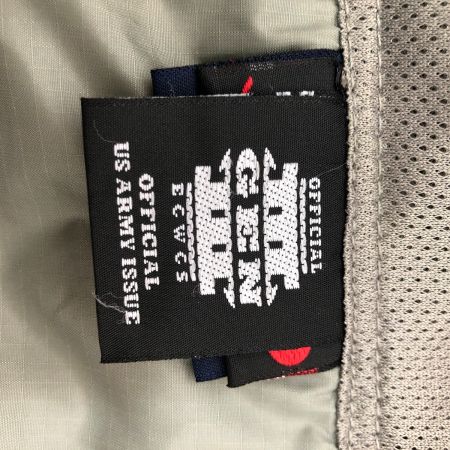 OFFICIAL
GEN
III
ECWCS
OFFICIAL
US ARMY ISSUE